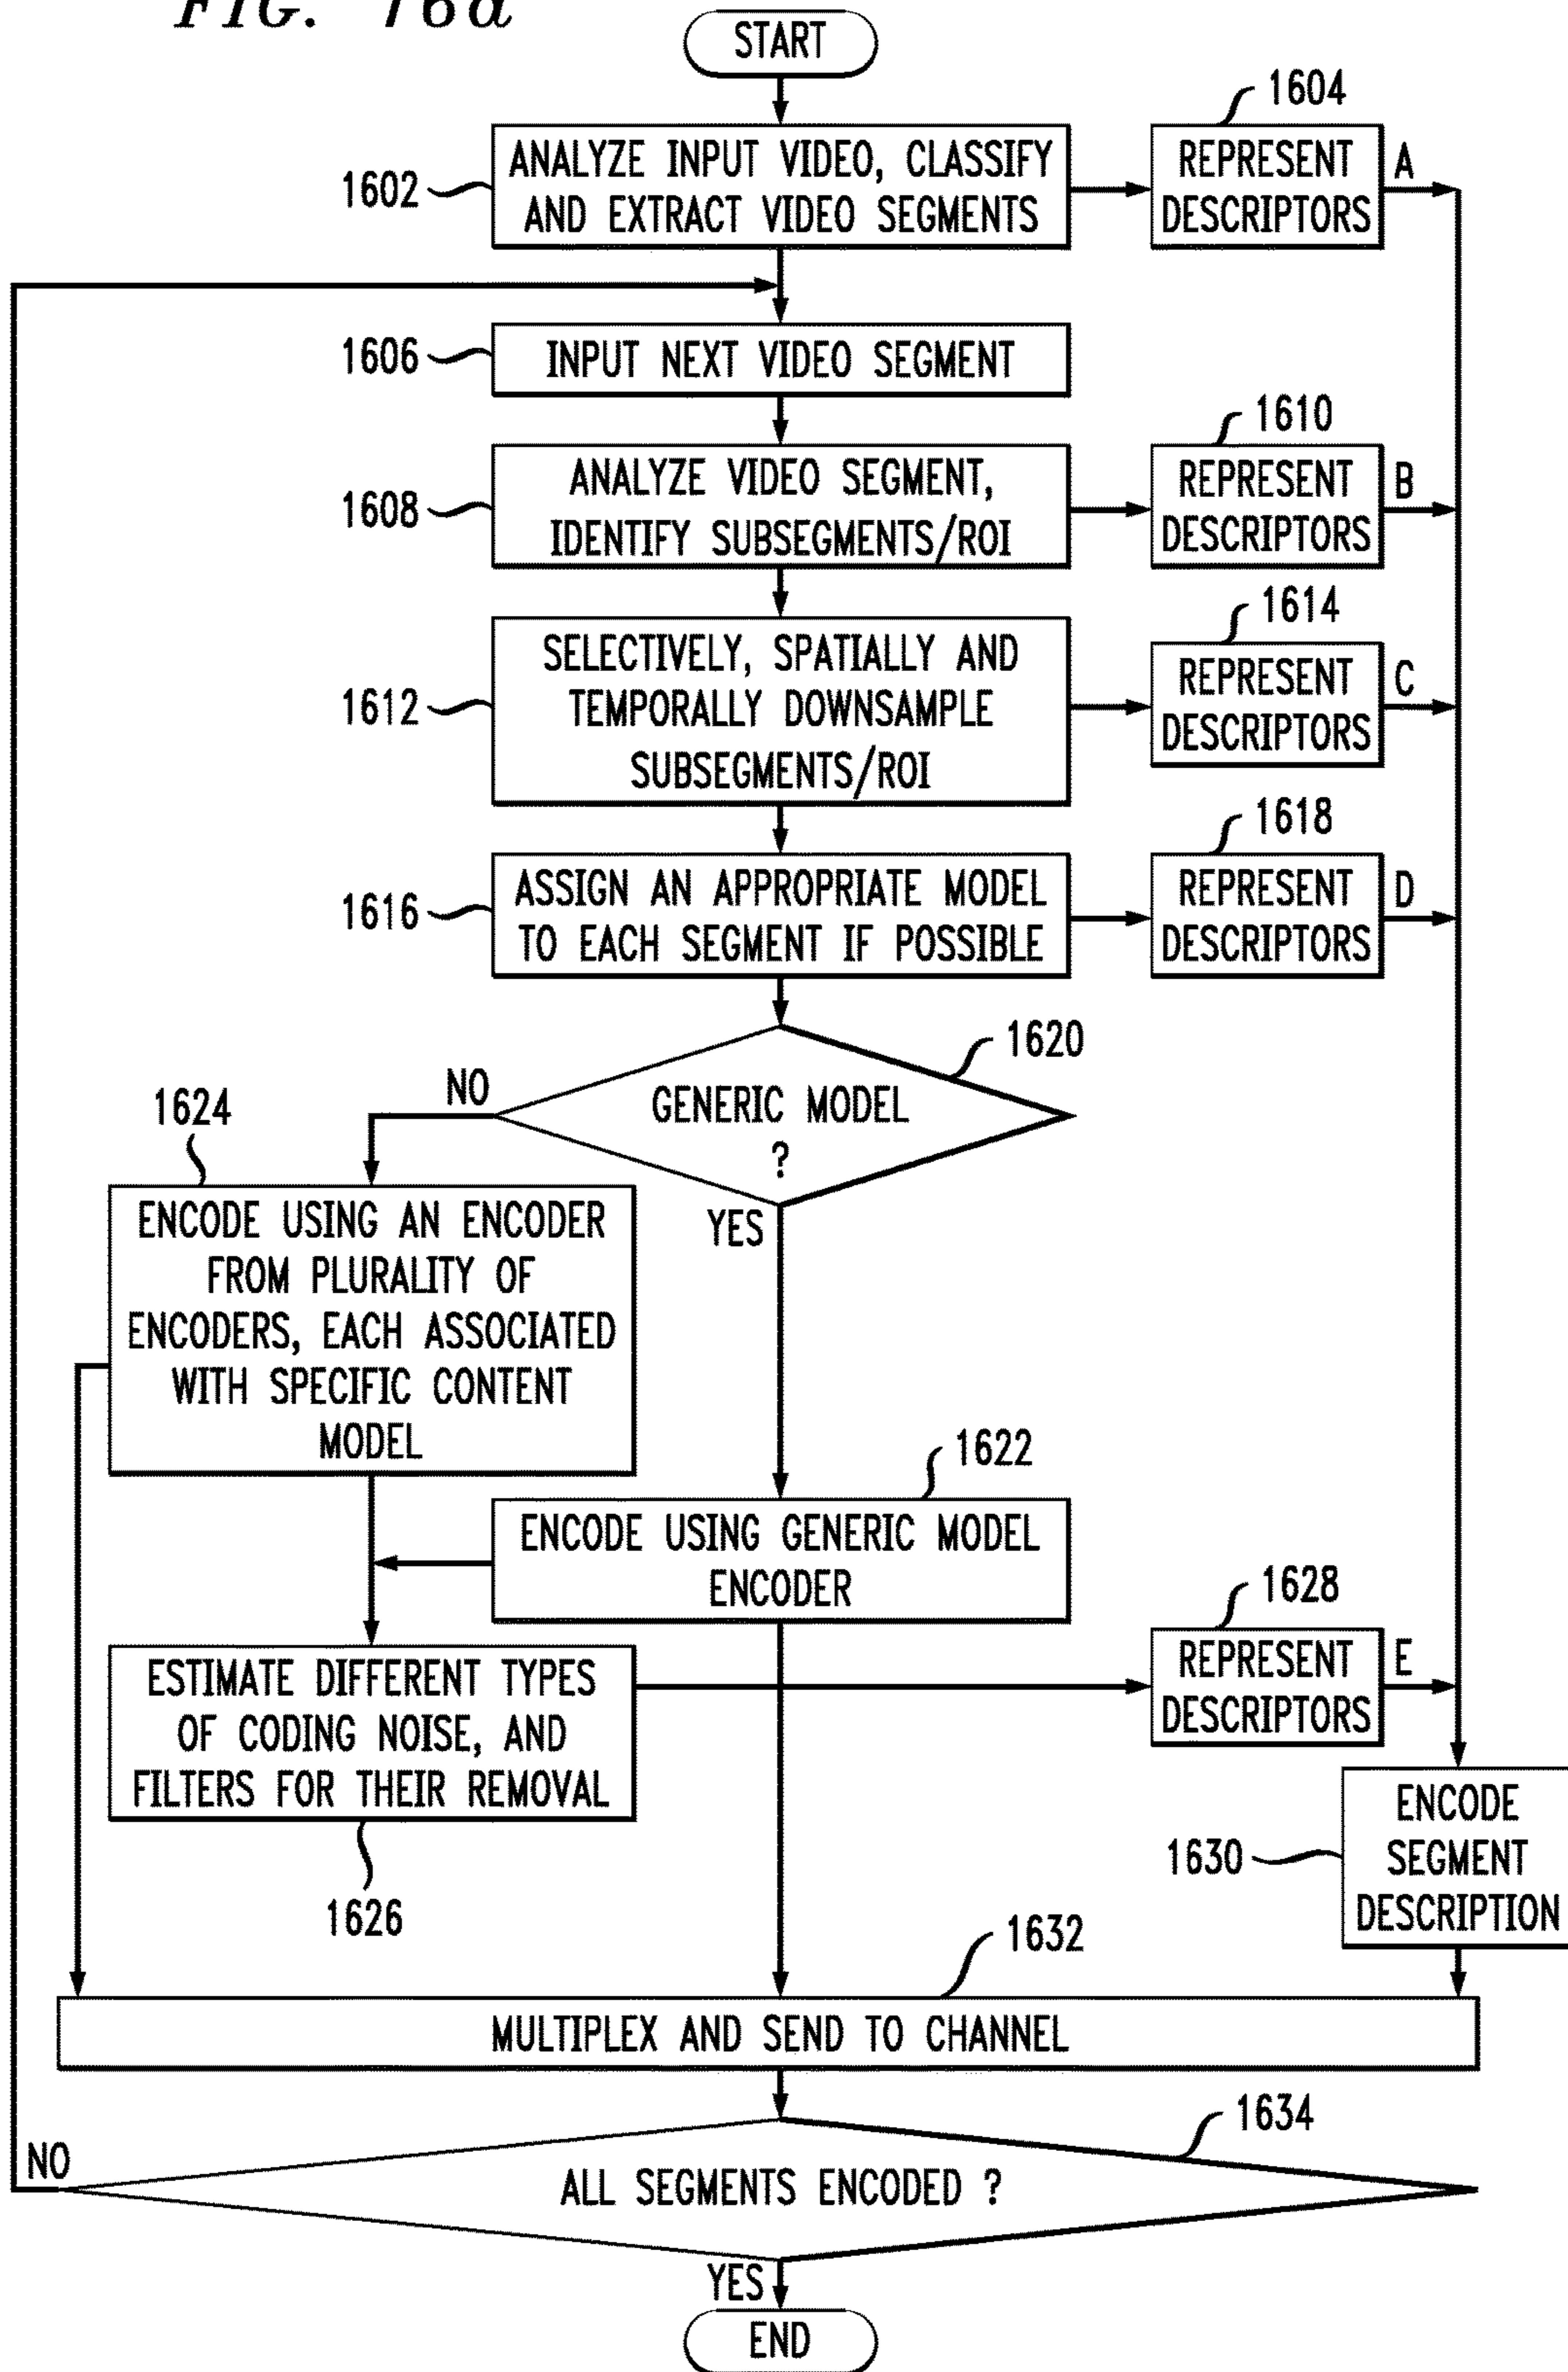 FIG. 16a
START
1604
1602
ANALYZE INPUT VIDEO, CLASSIFY
AND EXTRACT VIDEO SEGMENTS
REPRESENT
DESCRIPTORS
A
1606
INPUT NEXT VIDEO SEGMENT
1610
1608
ANALYZE VIDEO SEGMENT,
IDENTIFY SUBSEGMENTS/ROI
REPRESENT
DESCRIPTORS
B
1614
1612
SELECTIVELY, SPATIALLY AND
TEMPORALLY DOWNSAMPLE
SUBSEGMENTS/ROI
REPRESENT
DESCRIPTORS
C
1618
1616
ASSIGN AN APPROPRIATE MODEL
TO EACH SEGMENT IF POSSIBLE
REPRESENT
DESCRIPTORS
D
1620
GENERIC MODEL
?
NO
YES
1624
ENCODE USING AN ENCODER
FROM PLURALITY OF
ENCODERS, EACH ASSOCIATED
WITH SPECIFIC CONTENT
MODEL
1622
ENCODE USING GENERIC MODEL
ENCODER
1628
ESTIMATE DIFFERENT TYPES
OF CODING NOISE, AND
FILTERS FOR THEIR REMOVAL
1626
REPRESENT
DESCRIPTORS
E
1630
ENCODE
SEGMENT
DESCRIPTION
1632
MULTIPLEX AND SEND TO CHANNEL
1634
NO
ALL SEGMENTS ENCODED ?
YES
END